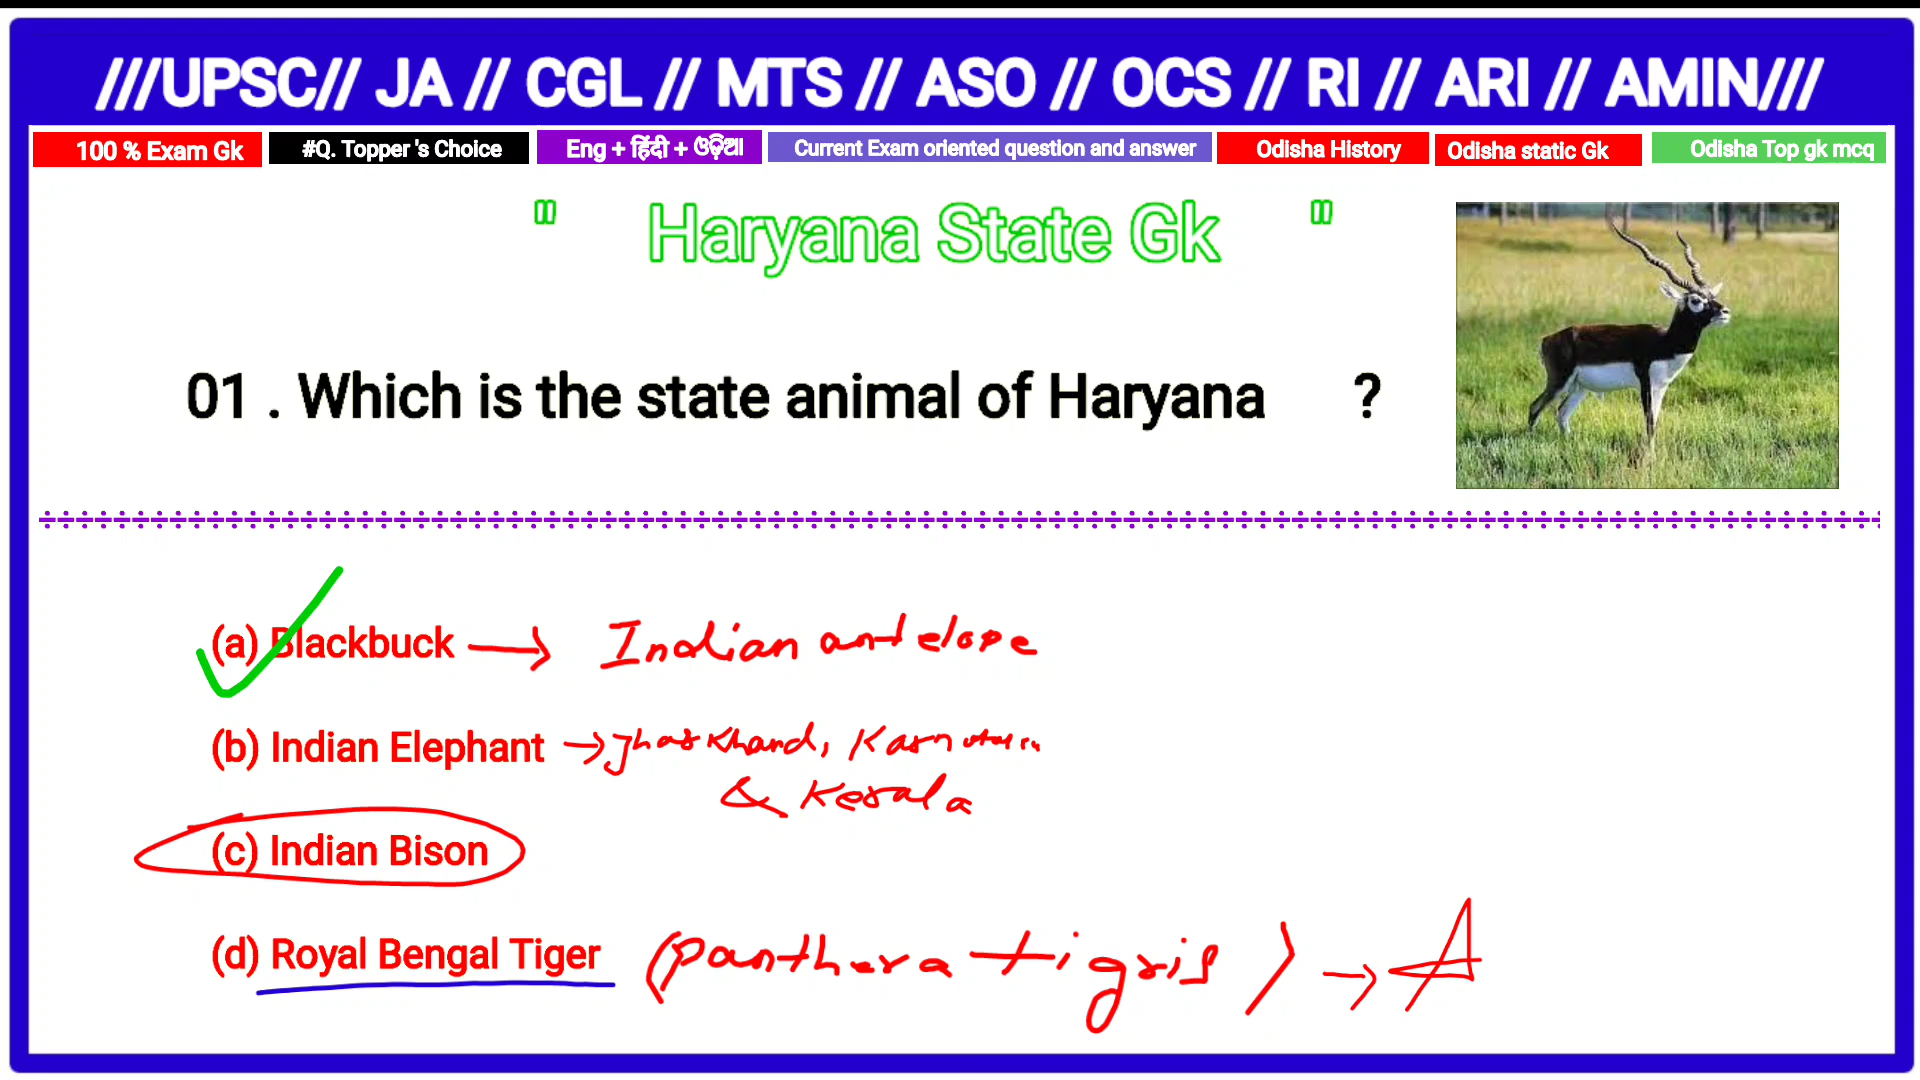 ///UPSC// JA // CGL // MTS // ASO // OCS // RI // ARI // AMIN///
100 % Exam Gk #Q. Topper 's Choice Eng + हिंदी + ଓଡ଼ିଆ Current Exam oriented question and answer Odisha History Odisha static Gk Odisha Top gk mcq
" Haryana State Gk "
01 . Which is the state animal of Haryana ?
(a) Blackbuck → Indian antelope
(b) Indian Elephant → Jharkhand,
& Kerala
(c) Indian Bison
(d) Royal Bengal Tiger (Panthera tigris) → A